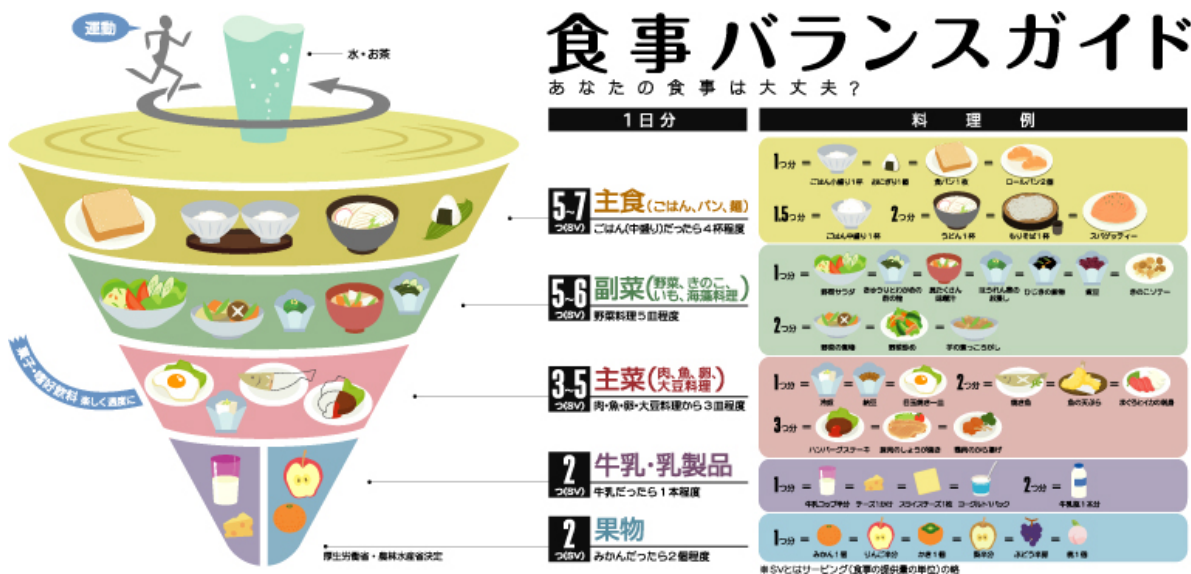 運動
水・お茶
菓子・嗜好飲料 楽しく適度に
厚生労働省・農林水産省決定
食事バランスガイド
あなたの食事は大丈夫?
1日分
料理例
5~7 つ(SV) 主食(ごはん、パン、麺)
ごはん(中盛り)だったら4杯程度
5~6 つ(SV) 副菜(野菜、きのこ、いも、海藻料理)
野菜料理5皿程度
3~5 つ(SV) 主菜(肉、魚、卵、大豆料理)
肉・魚・卵・大豆料理から3皿程度
2 つ(SV) 牛乳・乳製品
牛乳だったら1本程度
2 つ(SV) 果物
みかんだったら2個程度
1つ分 = ごはん小盛り1杯 = おにぎり1個 = 食パン1枚 = ロールパン2個
1.5つ分 = ごはん中盛り1杯 2つ分 = うどん1杯 = もりそば1杯 = スパゲッティー
1つ分 = 野菜サラダ = きゅうりとわかめの酢の物 = 具たくさん味噌汁 = ほうれん草のお浸し = ひじきの煮物 = 煮豆 = きのこソテー
2つ分 = 野菜の煮物 = 野菜炒め = 芋の煮っころがし
1つ分 = 冷奴 = 納豆 = 目玉焼き一皿 2つ分 = 焼き魚 = 魚の天ぷら = まぐろとイカの刺身
3つ分 = ハンバーグステーキ = 豚肉のしょうが焼き = 鶏肉のから揚げ
1つ分 = 牛乳コップ半分 = チーズ1かけ = スライスチーズ1枚 = ヨーグルト1パック 2つ分 = 牛乳瓶1本分
1つ分 = みかん1個 = りんご半分 = かき1個 = 梨半分 = ぶどう半房 = 桃1個
※SVとはサービング(食事の提供量の単位)の略